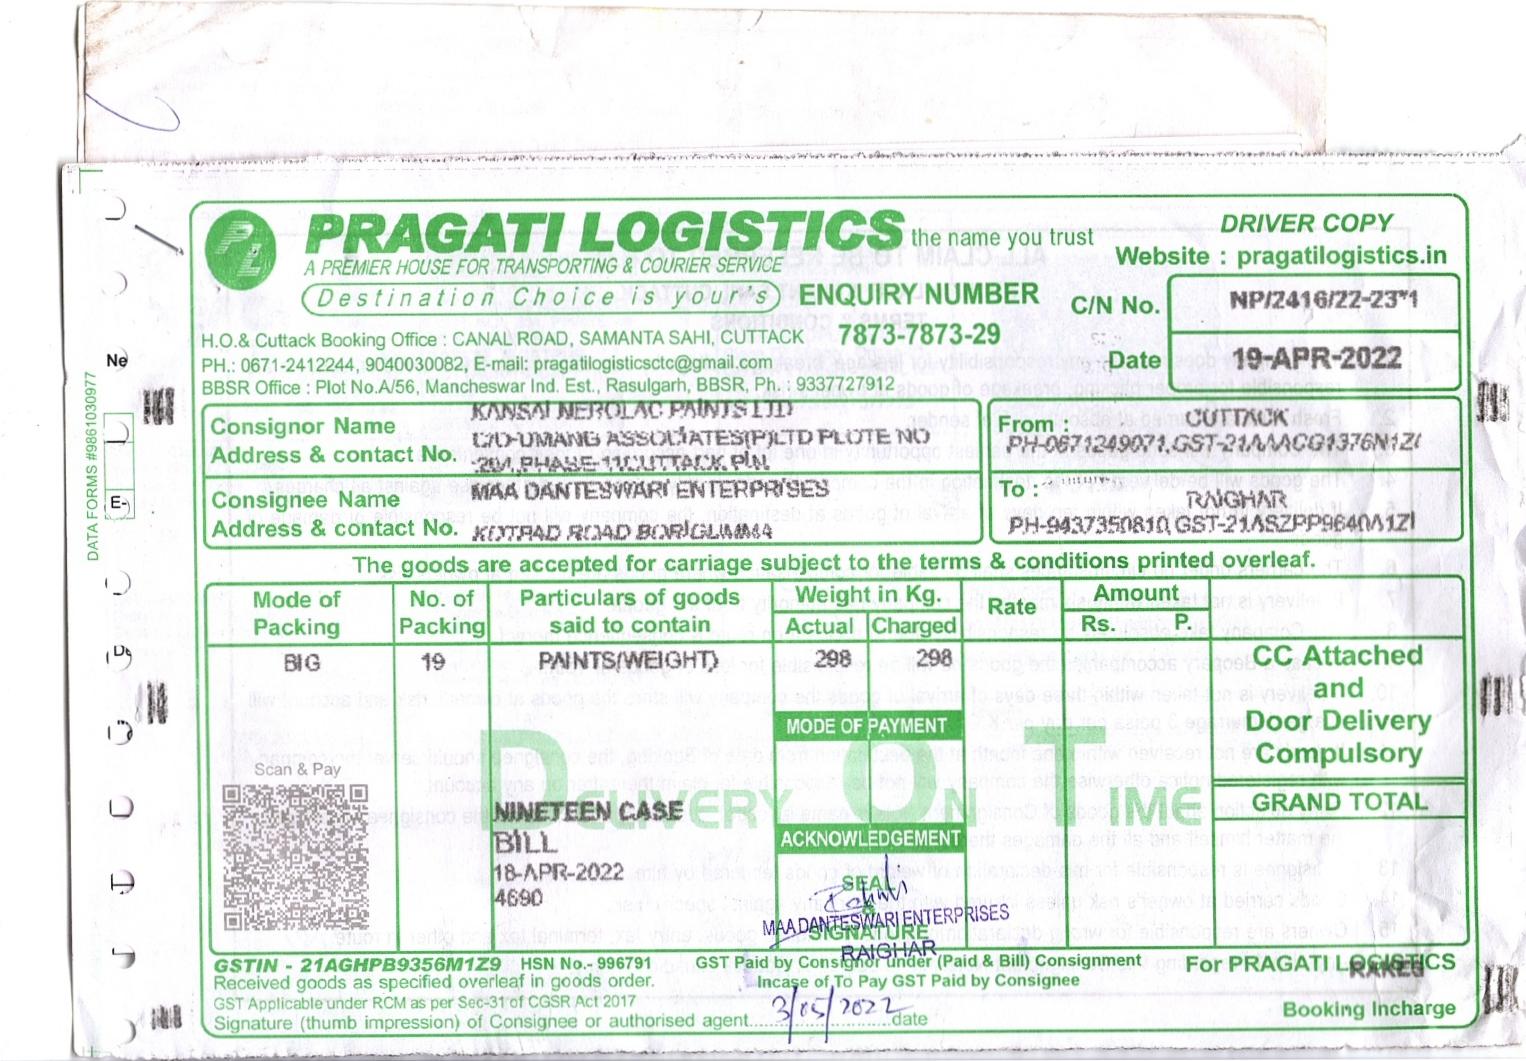 PRAGATI LOGISTICS the name you trust
A PREMIER HOUSE FOR TRANSPORTING & COURIER SERVICE
Destination Choice is your's
ENQUIRY NUMBER
7873-7873-29
DRIVER COPY
Website : pragatilogistics.in
C/N No. NP/2416/22-23*1
Date 19-APR-2022
H.O.& Cuttack Booking Office : CANAL ROAD, SAMANTA SAHI, CUTTACK
PH.: 0671-2412244, 9040030082, E-mail: pragatilogisticsctc@gmail.com
BBSR Office : Plot No.A/56, Mancheswar Ind. Est., Rasulgarh, BBSR, Ph. : 9337727912
Ne
E-
DATA FORMS #9861030977
Consignor Name
Address & contact No.
KANSAI NEROLAC PAINTS LTD
C/O-UMANG ASSOCIATES(P)LTD PLOTE NO
PHASE- CUTTACK PIN
From : CUTTACK
PH-0671249071,GST-21AAACG1376N1Z
Consignee Name
Address & contact No.
MAA DANTESWARI ENTERPRISES
KOTPAD ROAD BORIGUMMA
To : RAIGHAR
PH-9437350810,GST-21ASZPP9640A1ZI
The goods are accepted for carriage subject to the terms & conditions printed overleaf.
Mode of Packing
No. of Packing
Particulars of goods said to contain
Weight in Kg.
Actual Charged
Rate
Amount
Rs. P.
BIG 19 PAINTS(WEIGHT) 298 298
CC Attached
and
Door Delivery
Compulsory
MODE OF PAYMENT
Scan & Pay
DELIVERY ON TIME
GRAND TOTAL
NINETEEN CASE
BILL
18-APR-2022
4690
ACKNOWLEDGEMENT
SEAL
&
SIGNATURE
MAA DANTESWARI ENTERPRISES
RAIGHAR
GSTIN - 21AGHPB9356M1Z9 HSN No.- 996791
Received goods as specified overleaf in goods order.
GST Applicable under RCM as per Sec-31 of CGSR Act 2017
Signature (thumb impression) of Consignee or authorised agent....................date
3/05/2022
GST Paid by Consignor under (Paid & Bill) Consignment
Incase of To Pay GST Paid by Consignee
For PRAGATI LOGISTICS
RAKES
Booking Incharge